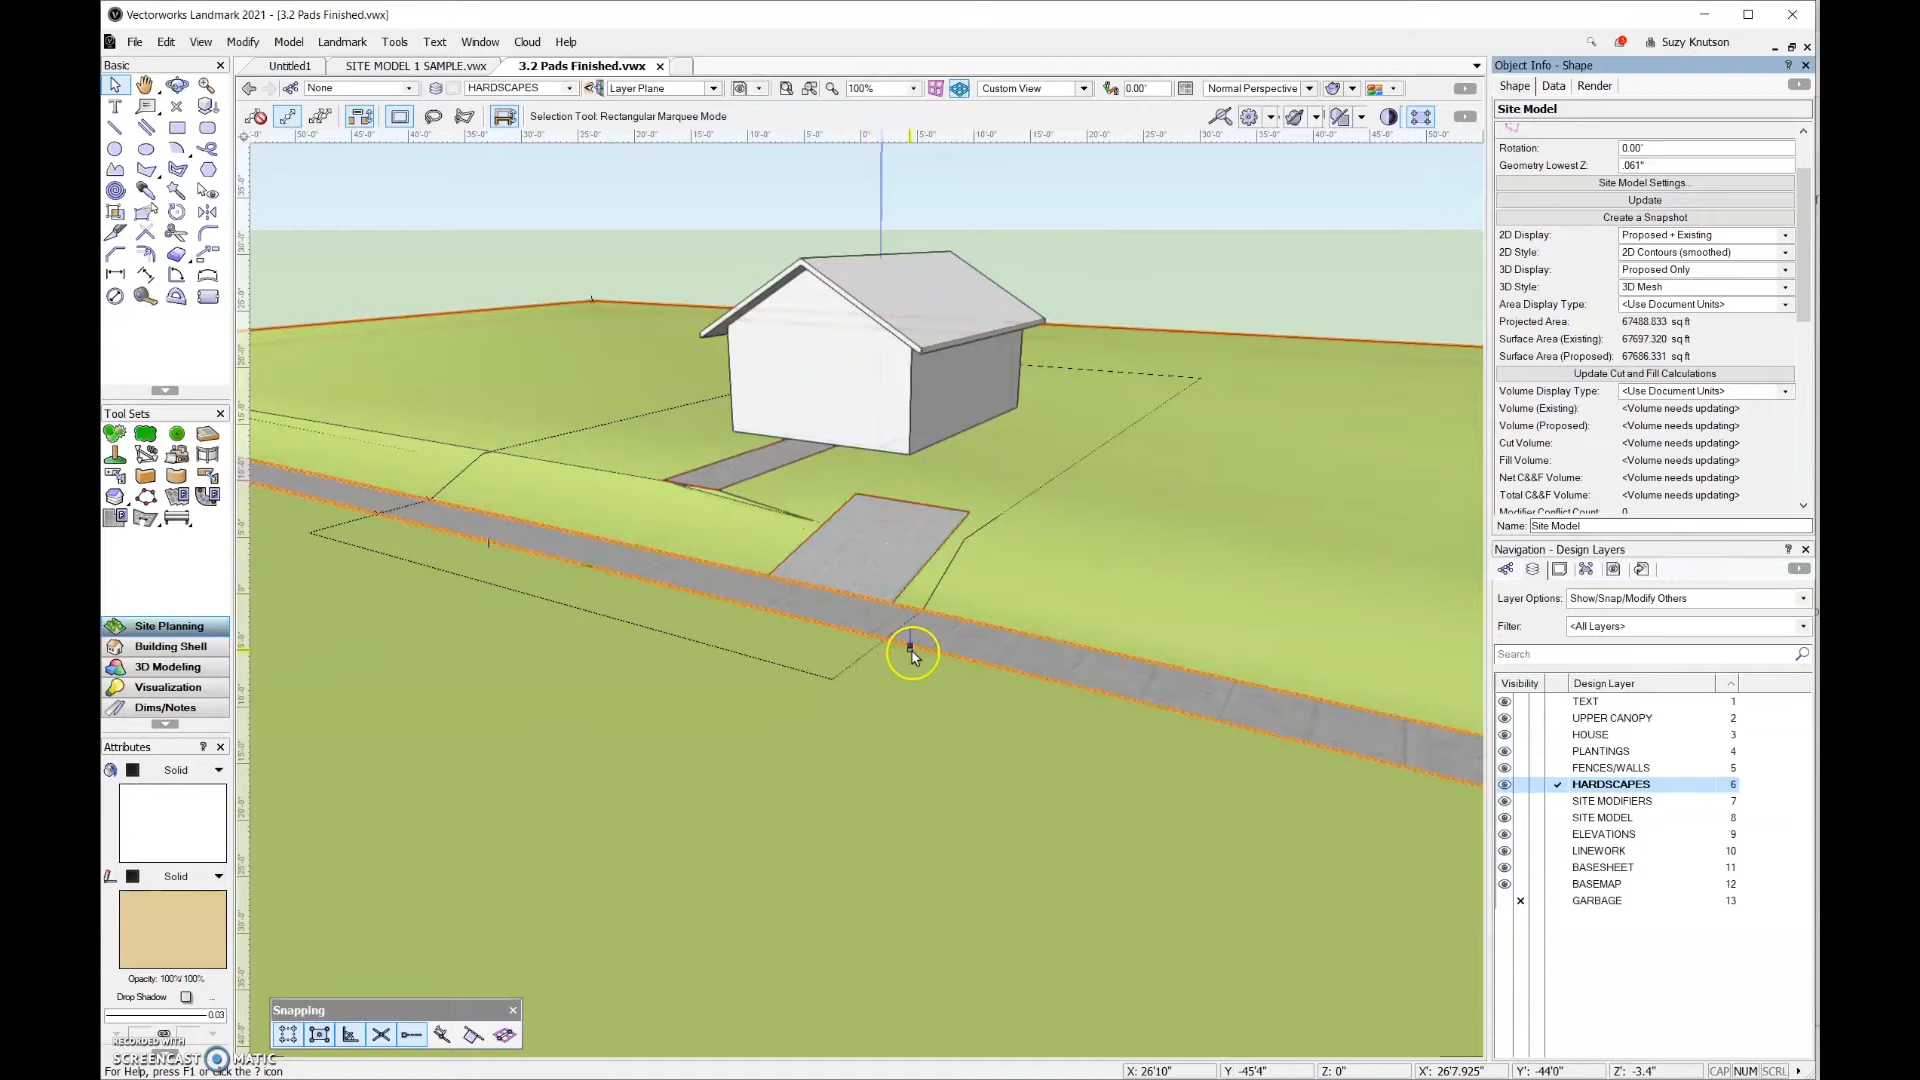 Vectorworks Landmark 2021 - [3.2 Pads Finished.vwx]
File Edit View Modify Model Landmark Tools Text Window Cloud Help
Suzy Knutson
Basic
Untitled1
SITE MODEL 1 SAMPLE.vwx
3.2 Pads Finished.vwx
None
HARDSCAPES
Layer Plane
100%
Custom View
0.00'
Normal Perspective
Selection Tool: Rectangular Marquee Mode
Tool Sets
Site Planning
Building Shell
3D Modeling
Visualization
Dims/Notes
Attributes
Solid
Solid
Opacity: 100%/ 100%
Drop Shadow
...
0.03
RECORDED WITH
SCREENCAST MATIC
For Help, press F1 or click the ? icon
Snapping
Object Info - Shape
Shape Data Render
Site Model
Rotation: 0.00'
Geometry Lowest Z: .061"
Site Model Settings...
Update
Create a Snapshot
2D Display: Proposed + Existing
2D Style: 2D Contours (smoothed)
3D Display: Proposed Only
3D Style: 3D Mesh
Area Display Type: <Use Document Units>
Projected Area: 67488.833 sq ft
Surface Area (Existing): 67697.320 sq ft
Surface Area (Proposed): 67686.331 sq ft
Update Cut and Fill Calculations
Volume Display Type: <Use Document Units>
Volume (Existing): <Volume needs updating>
Volume (Proposed): <Volume needs updating>
Cut Volume: <Volume needs updating>
Fill Volume: <Volume needs updating>
Net C&&F Volume: <Volume needs updating>
Total C&&F Volume: <Volume needs updating>
Modifier Conflict Count: 0
Name: Site Model
Navigation - Design Layers
Layer Options: Show/Snap/Modify Others
Filter: <All Layers>
Search
Visibility Design Layer
TEXT 1
UPPER CANOPY 2
HOUSE 3
PLANTINGS 4
FENCES/WALLS 5
HARDSCAPES 6
SITE MODIFIERS 7
SITE MODEL 8
ELEVATIONS 9
LINEWORK 10
BASESHEET 11
BASEMAP 12
GARBAGE 13
X: 26'10" Y: -45'4" Z: 0" X': 26'7.925" Y': -44'0" Z': -3.4" CAP NUM SCRL